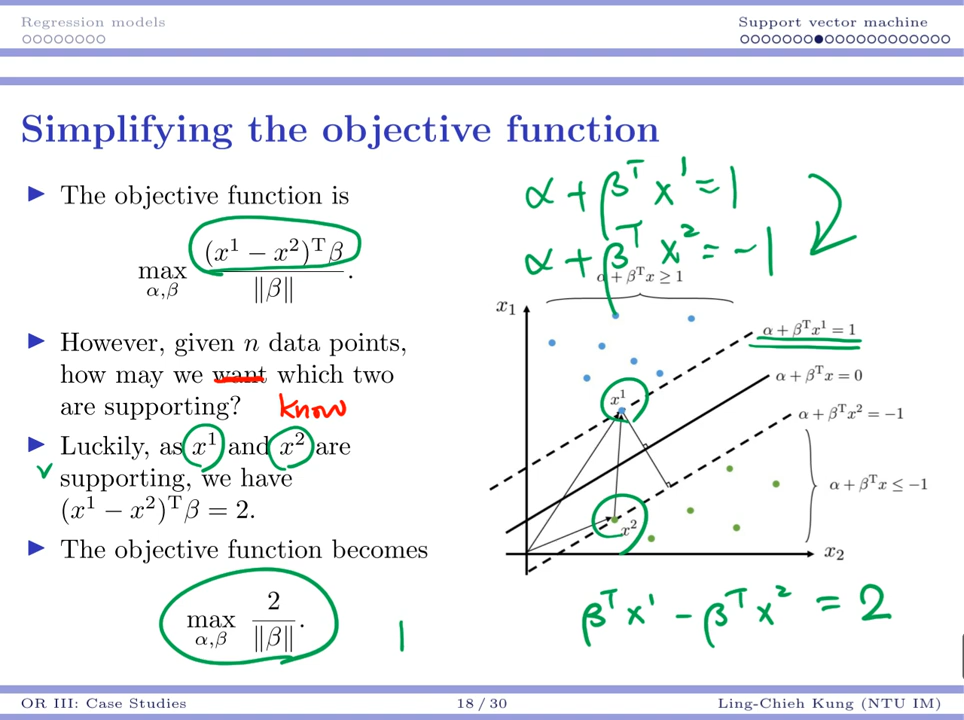 Regression models
Support vector machine
Simplifying the objective function
▶ The objective function is
max α,β (x¹ − x²)ᵀβ / ‖β‖ .
▶ However, given n data points,
how may we want which two
are supporting? know
▶ Luckily, as x¹ and x² are
supporting, we have
(x¹ − x²)ᵀβ = 2.
▶ The objective function becomes
max α,β 2 / ‖β‖ .
α + βᵀx¹ = 1
α + βᵀx² = −1
α + βᵀx ≥ 1
x₁
α + βᵀx¹ = 1
α + βᵀx = 0
x¹
α + βᵀx² = −1
α + βᵀx ≤ −1
x²
x₂
βᵀx¹ − βᵀx² = 2
OR III: Case Studies
18 / 30
Ling-Chieh Kung (NTU IM)